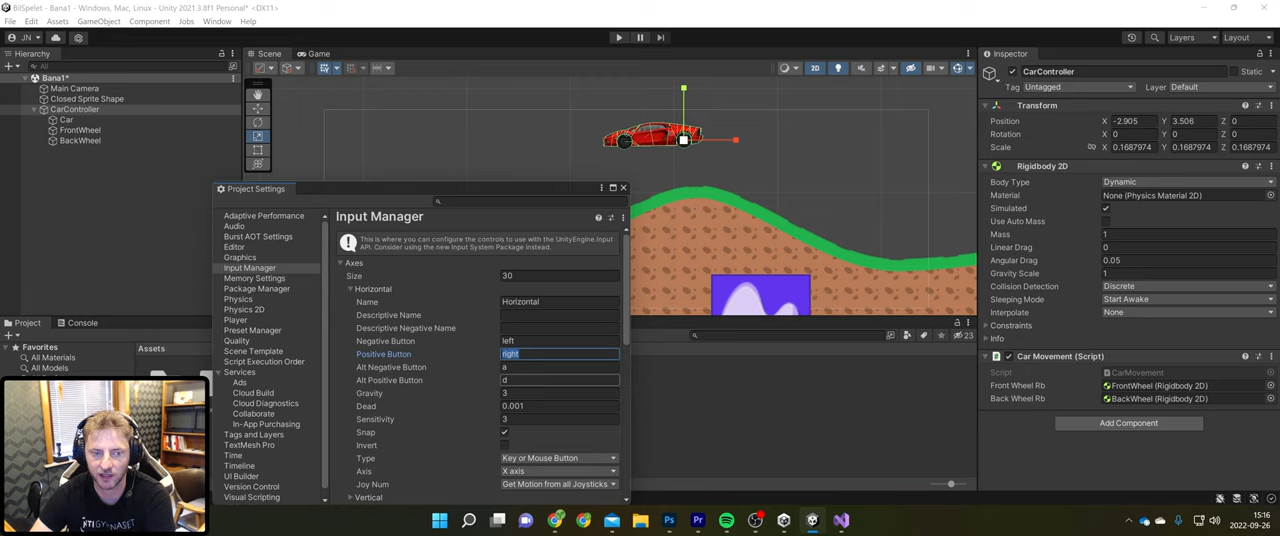 BilSpelet - Bana1 - Windows, Mac, Linux - Unity 2021.3.8f1* <DX11>
File Edit Assets GameObject Component Jobs Window Help
JN
Layers
Layout
Hierarchy
Scene
Game
Inspector
All
2D
Bana1*
Main Camera
Closed Sprite Shape
CarController
Car
FrontWheel
BackWheel
CarController
Static
Tag Untagged
Layer Default
Transform
Position X -2.905 Y 3.506 Z 0
Rotation X 0 Y 0 Z 0
Scale X 0.1687974 Y 0.1687974 Z 0.1687974
Rigidbody 2D
Body Type Dynamic
Material None (Physics Material 2D)
Simulated
Use Auto Mass
Mass 1
Linear Drag 0
Angular Drag 0.05
Gravity Scale 1
Collision Detection Discrete
Sleeping Mode Start Awake
Interpolate None
Constraints
Info
Car Movement (Script)
Script CarMovement
Front Wheel Rb FrontWheel (Rigidbody 2D)
Back Wheel Rb BackWheel (Rigidbody 2D)
Add Component
Project Settings
Adaptive Performance
Audio
Burst AOT Settings
Editor
Graphics
Input Manager
Memory Settings
Package Manager
Physics
Physics 2D
Player
Preset Manager
Quality
Scene Template
Script Execution Order
Services
Ads
Cloud Build
Cloud Diagnostics
Collaborate
In-App Purchasing
Tags and Layers
TextMesh Pro
Time
Timeline
UI Builder
Version Control
Visual Scripting
Input Manager
This is where you can configure the controls to use with the UnityEngine.Input
API. Consider using the new Input System Package instead.
Axes
Size 30
Horizontal
Name Horizontal
Descriptive Name
Descriptive Negative Name
Negative Button left
Positive Button right
Alt Negative Button a
Alt Positive Button d
Gravity 3
Dead 0.001
Sensitivity 3
Snap
Invert
Type Key or Mouse Button
Axis X axis
Joy Num Get Motion from all Joysticks
Vertical
Project
Console
23
Favorites
All Materials
All Models
Assets
15:16
2022-09-26